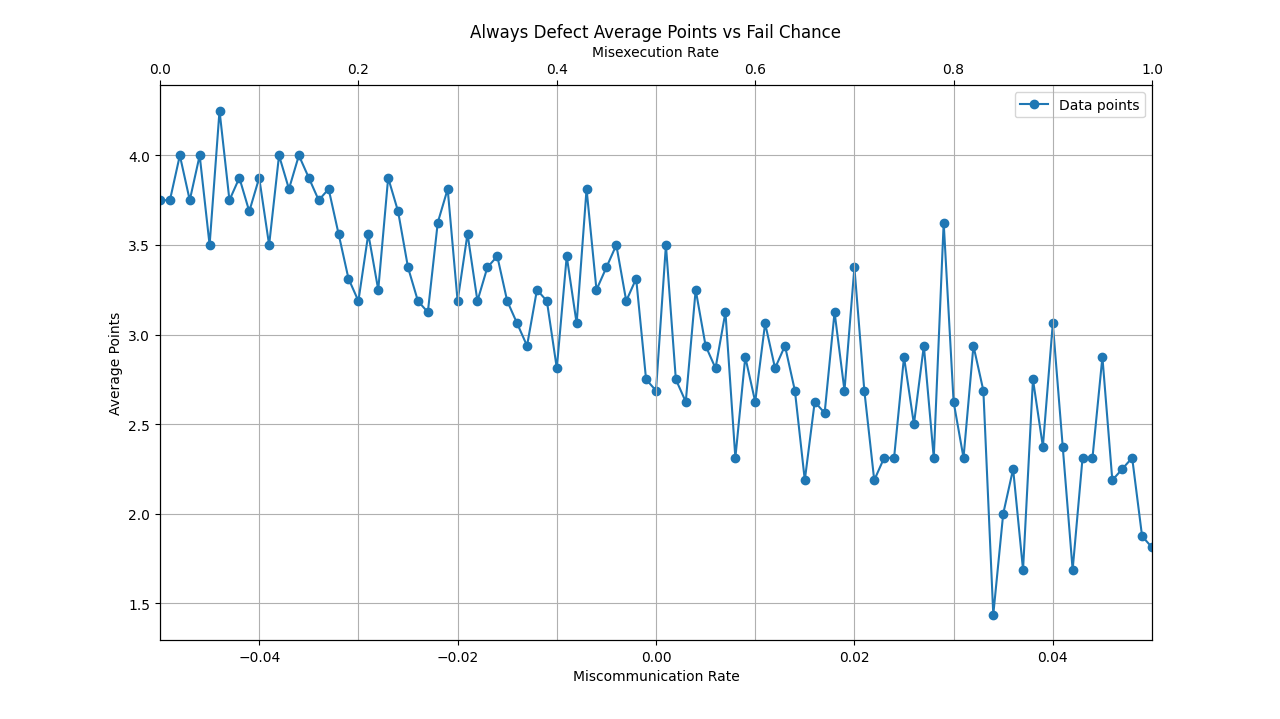 Always Defect Average Points vs Fail Chance
Misexecution Rate
0.0 0.2 0.4 0.6 0.8 1.0
Data points
4.0
3.5
3.0
2.5
2.0
1.5
Average Points
−0.04 −0.02 0.00 0.02 0.04
Miscommunication Rate